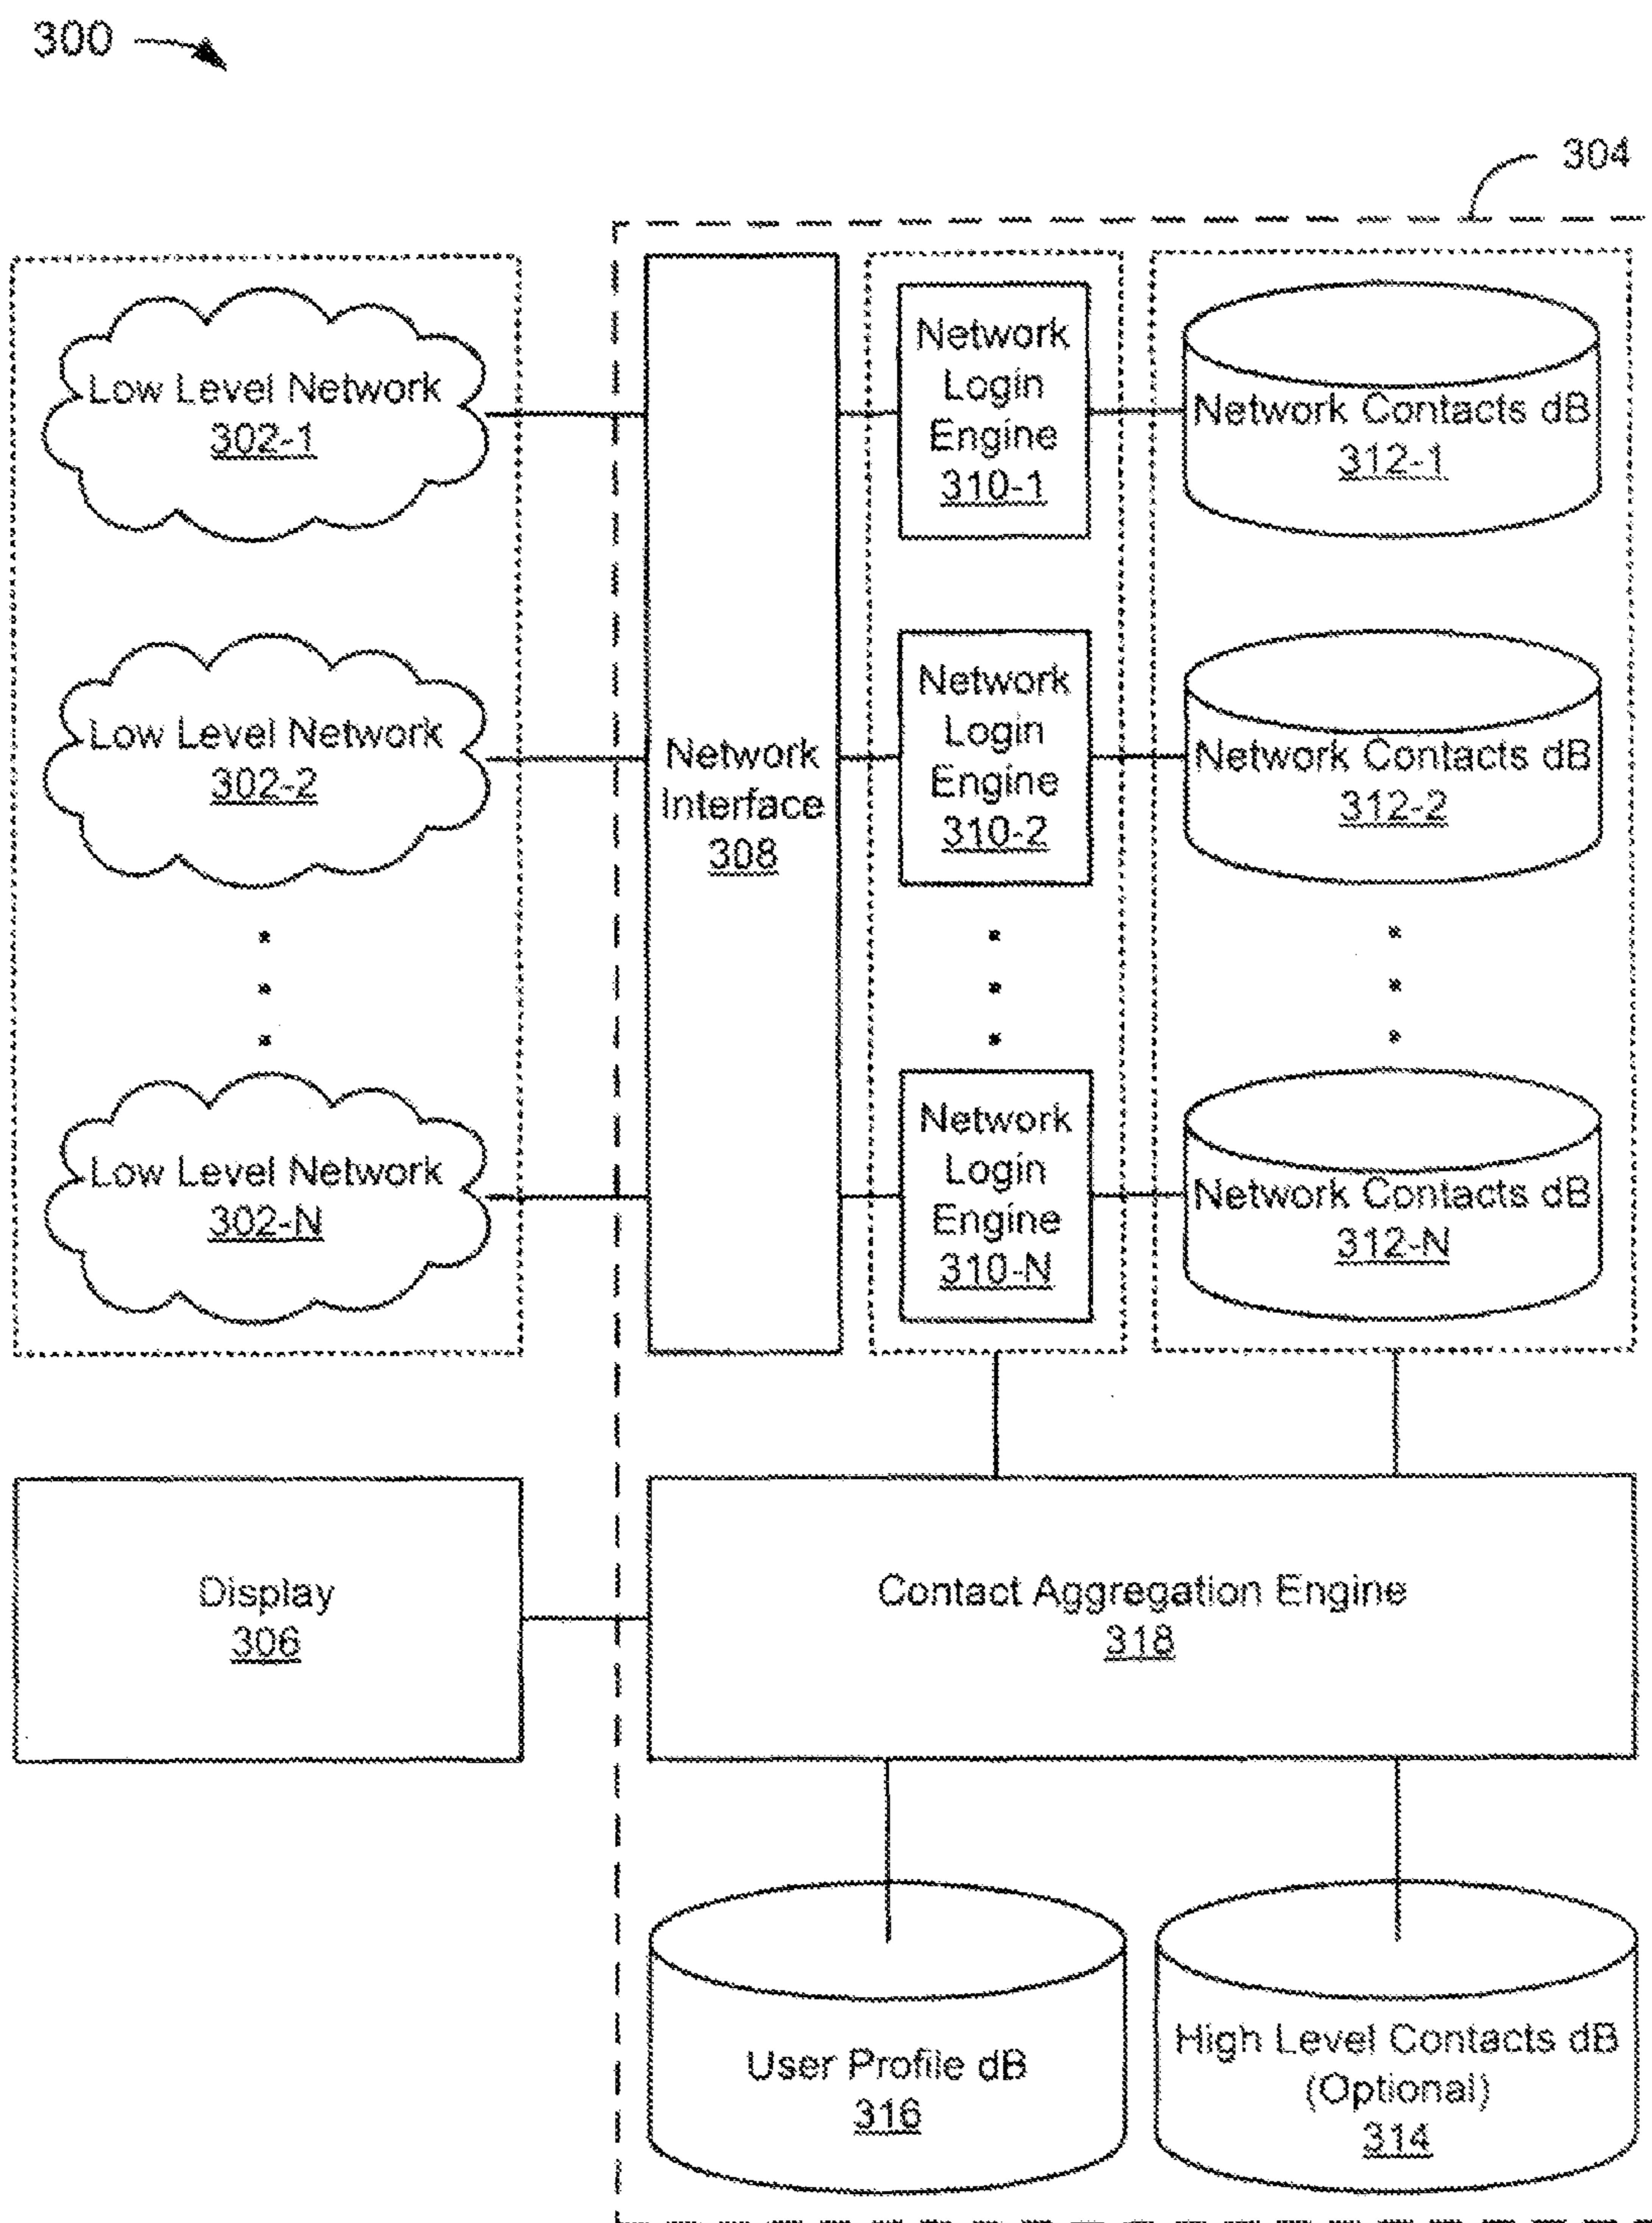 300
304
Low Level Network
302-1
Network
Login
Engine
310-1
Network Contacts dB
312-1
Low Level Network
302-2
Network
Interface
308
Network
Login
Engine
310-2
Network Contacts dB
312-2
Low Level Network
302-N
Network
Login
Engine
310-N
Network Contacts dB
312-N
Display
306
Contact Aggregation Engine
318
User Profile dB
316
High Level Contacts dB
(Optional)
314